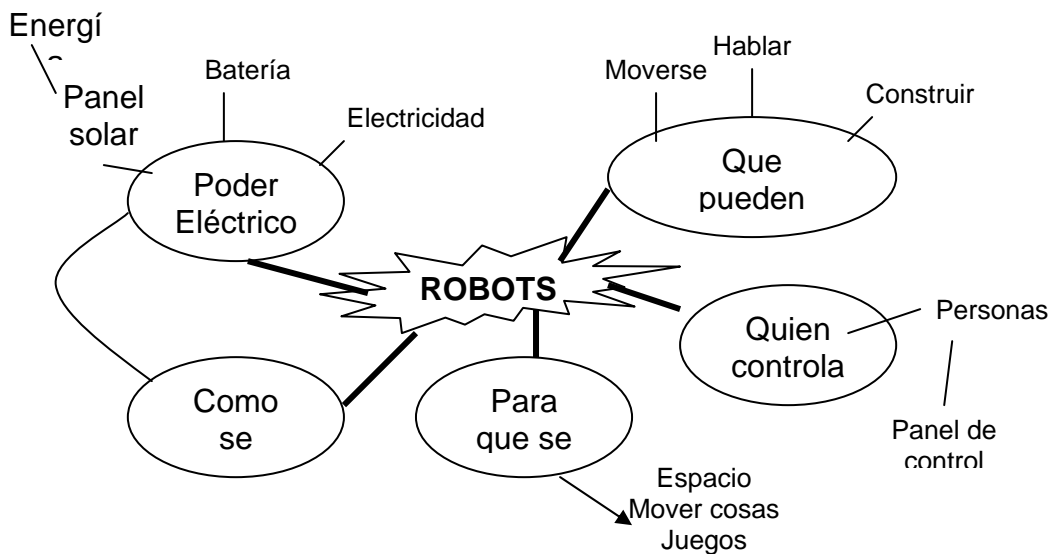 Energí
Panel
solar
Batería
Electricidad
Poder
Eléctrico
Hablar
Moverse
Construir
Que
pueden
ROBOTS
Quien
controla
Personas
Panel de
control
Como
se
Para
que se
Espacio
Mover cosas
Juegos